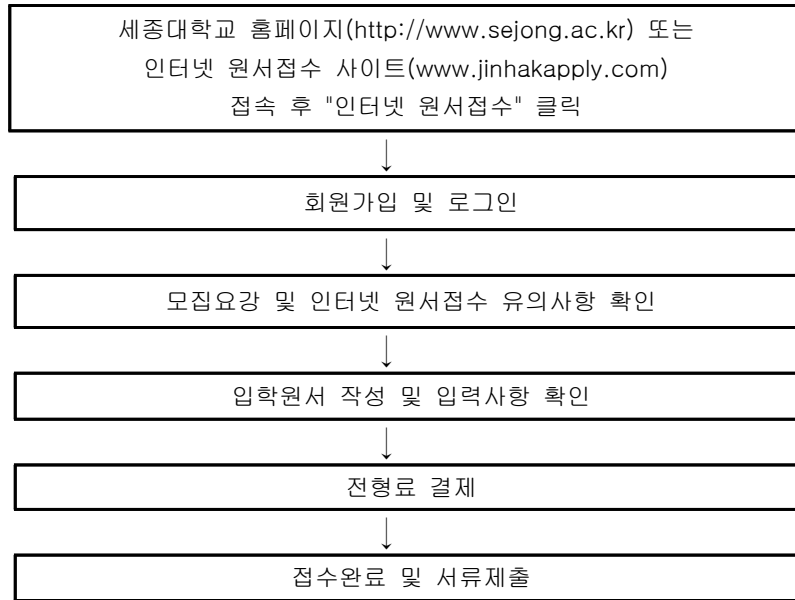 세종대학교 홈페이지(http://www.sejong.ac.kr) 또는
인터넷 원서접수 사이트(www.jinhakapply.com)
접속 후 "인터넷 원서접수" 클릭
↓
회원가입 및 로그인
↓
모집요강 및 인터넷 원서접수 유의사항 확인
↓
입학원서 작성 및 입력사항 확인
↓
전형료 결제
↓
접수완료 및 서류제출